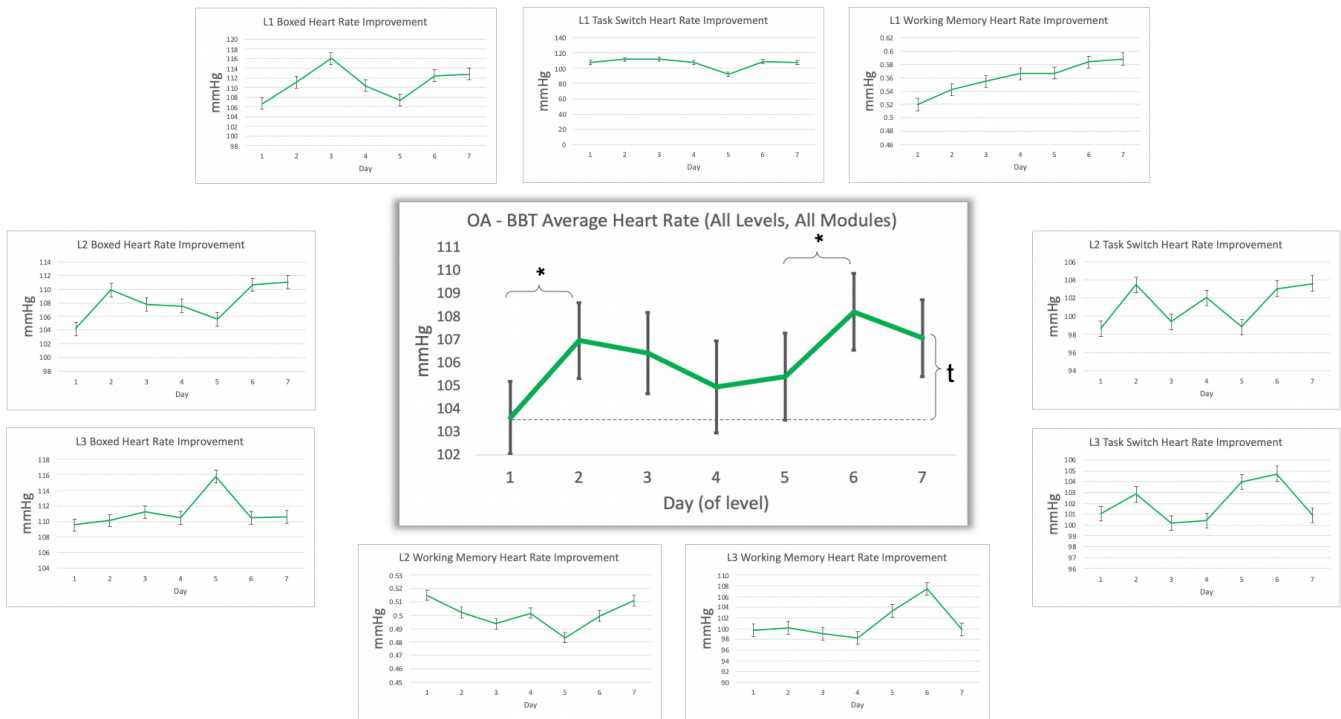 L1 Boxed Heart Rate Improvement
mmHg
120
118
116
114
112
110
108
106
104
102
100
98
1 2 3 4 5 6 7
Day
L1 Task Switch Heart Rate Improvement
mmHg
140
120
100
80
60
40
20
0
1 2 3 4 5 6 7
Day
L1 Working Memory Heart Rate Improvement
mmHg
0.62
0.6
0.58
0.56
0.54
0.52
0.5
0.48
0.46
1 2 3 4 5 6 7
Day
L2 Boxed Heart Rate Improvement
mmHg
114
112
110
108
106
104
102
100
98
1 2 3 4 5 6 7
Day
OA - BBT Average Heart Rate (All Levels, All Modules)
mmHg
111
110
109
108
107
106
105
104
103
102
* *
t
1 2 3 4 5 6 7
Day (of level)
L2 Task Switch Heart Rate Improvement
mmHg
106
104
102
100
98
96
94
1 2 3 4 5 6 7
Day
L3 Boxed Heart Rate Improvement
mmHg
118
116
114
112
110
108
106
104
1 2 3 4 5 6 7
Day
L3 Task Switch Heart Rate Improvement
mmHg
106
105
104
103
102
101
100
99
98
97
96
1 2 3 4 5 6 7
Day
L2 Working Memory Heart Rate Improvement
mmHg
0.53
0.52
0.51
0.5
0.49
0.48
0.47
0.46
0.45
1 2 3 4 5 6 7
Day
L3 Working Memory Heart Rate Improvement
mmHg
110
108
106
104
102
100
98
96
94
92
90
1 2 3 4 5 6 7
Day